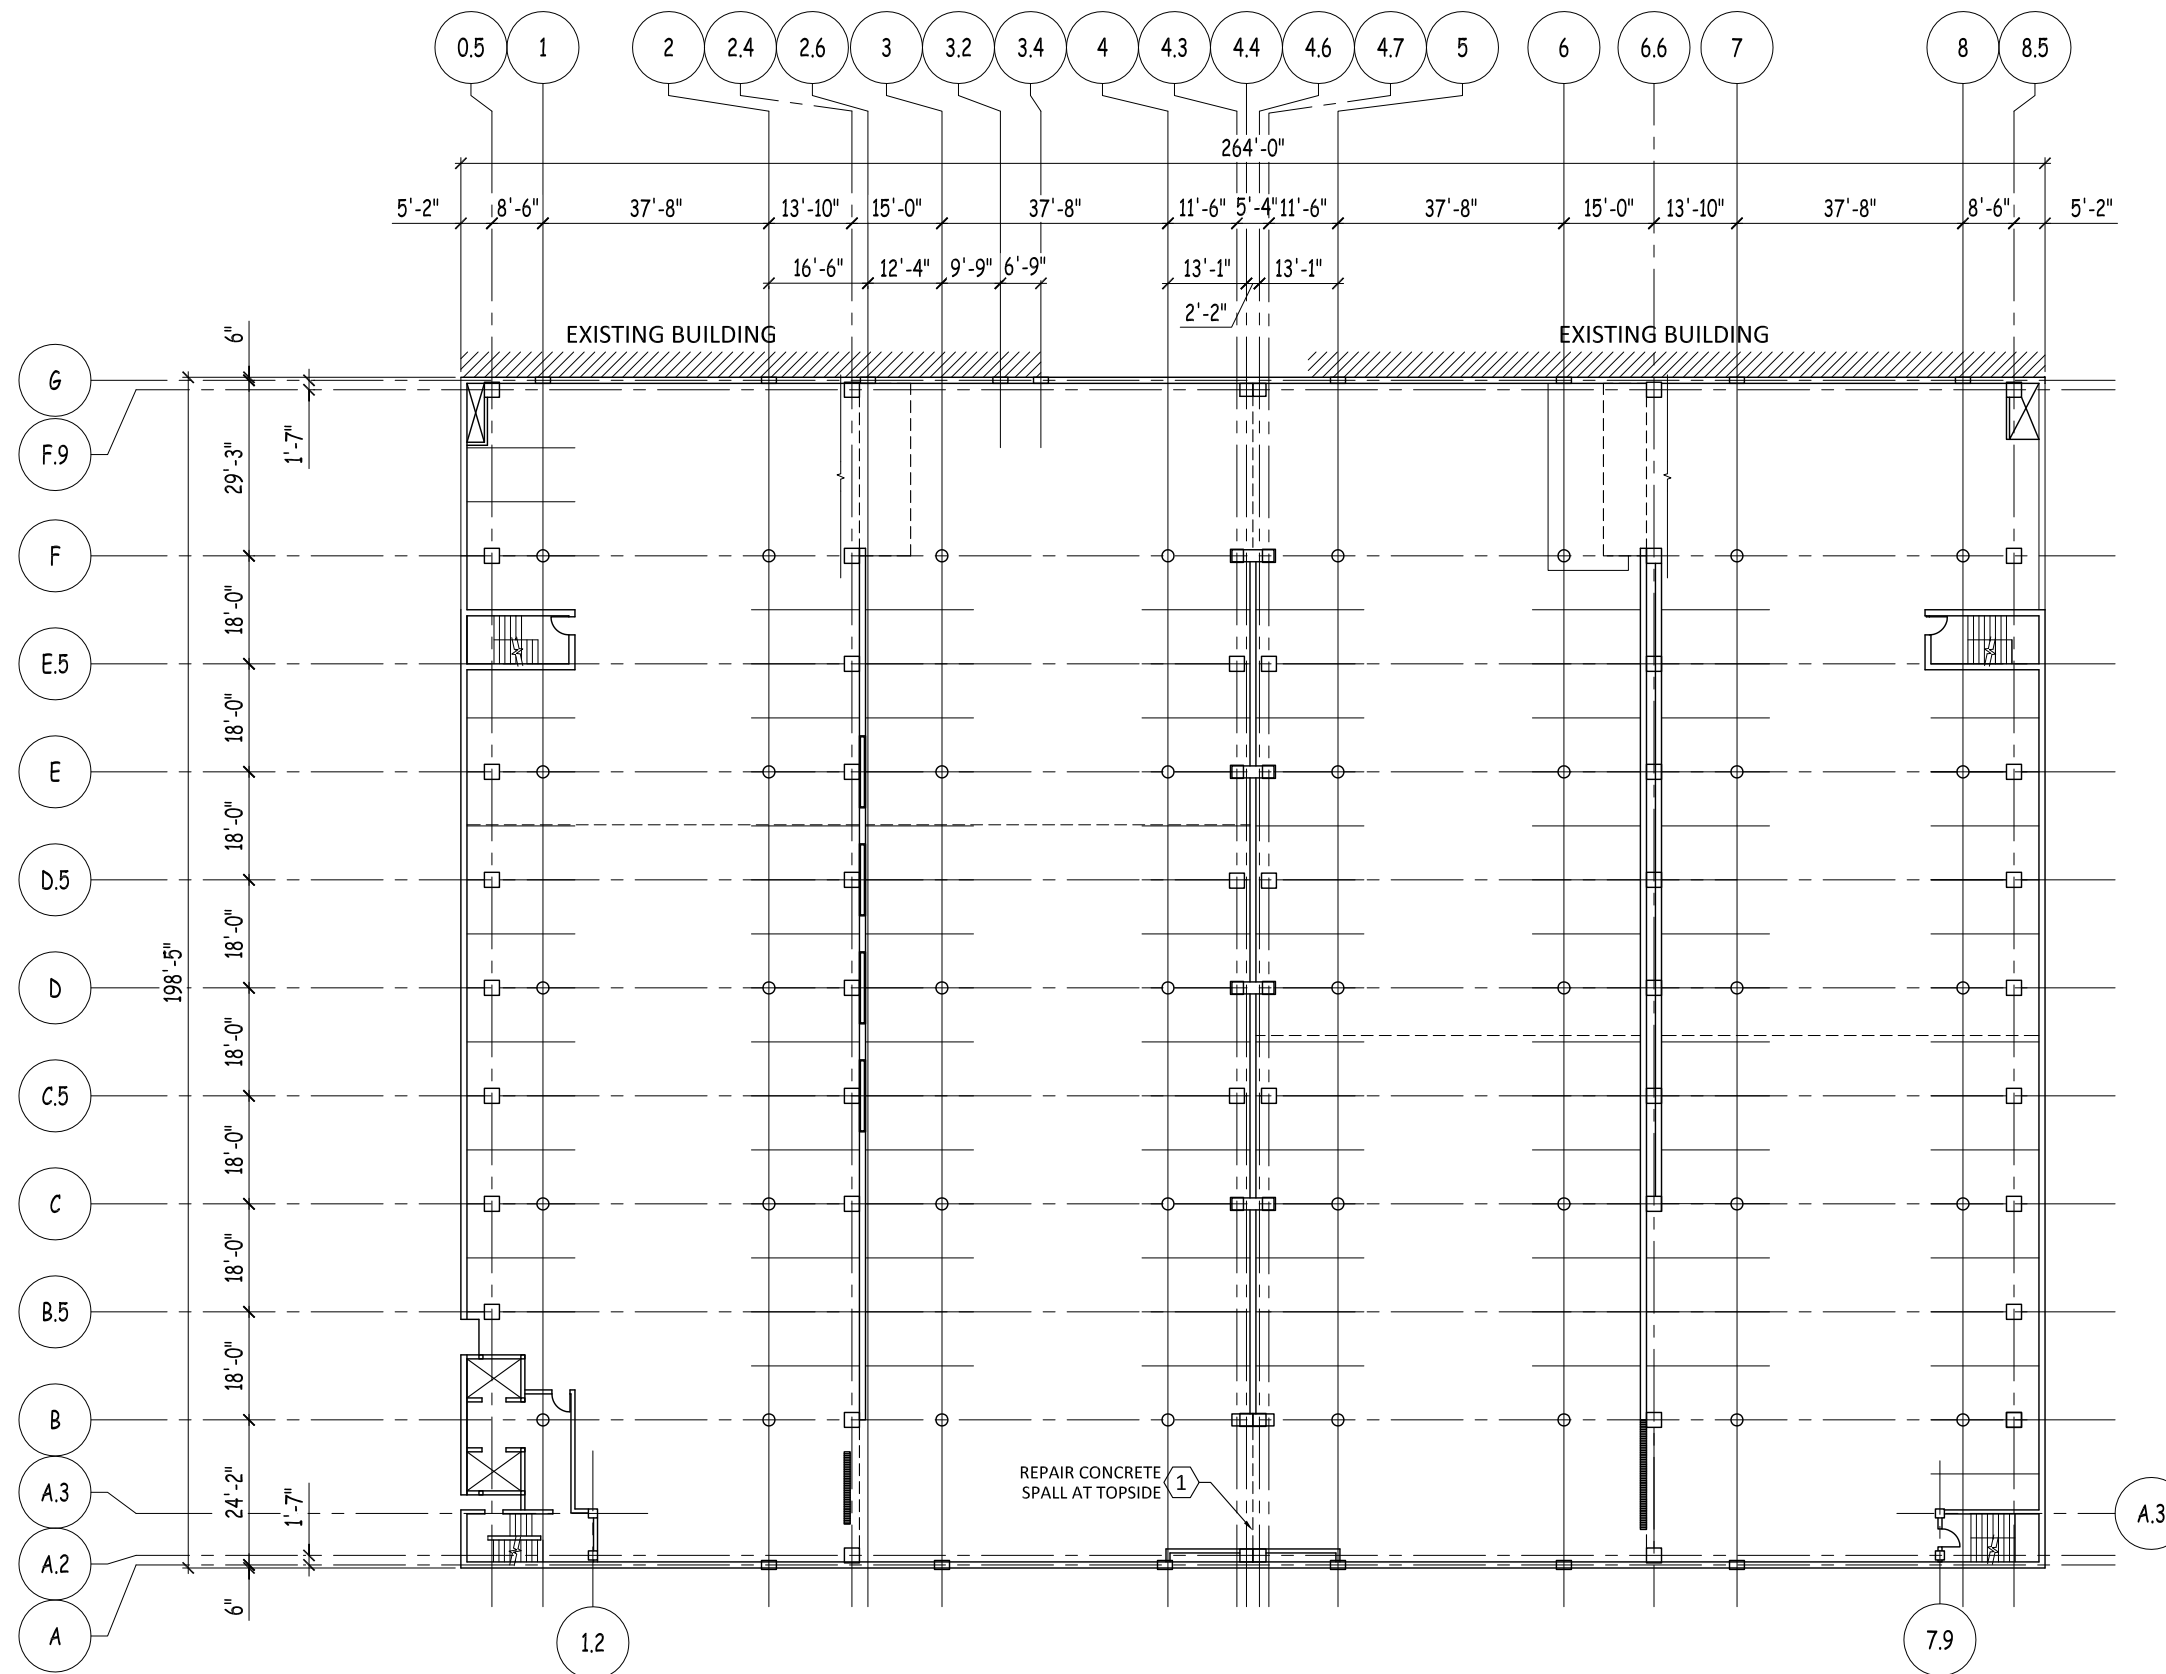 0.5 1 2 2.4 2.6 3 3.2 3.4 4 4.3 4.4 4.6 4.7 5 6 6.6 7 8 8.5
264'-0"
5'-2" 8'-6" 37'-8" 13'-10" 15'-0" 37'-8" 11'-6" 5'-4" 11'-6" 37'-8" 15'-0" 13'-10" 37'-8" 8'-6" 5'-2"
16'-6" 12'-4" 9'-9" 6'-9" 13'-1" 13'-1"
2'-2"
EXISTING BUILDING EXISTING BUILDING
6"
G
F.9
1'-7"
29'-3"
F
18'-0"
E.5
18'-0"
E
18'-0"
D.5
18'-0"
198'-5"
D
18'-0"
C.5
18'-0"
C
18'-0"
B.5
18'-0"
B
REPAIR CONCRETE
SPALL AT TOPSIDE
1
A.3
24'-2"
1'-7"
A.3
A.2
6"
A
1.2
7.9